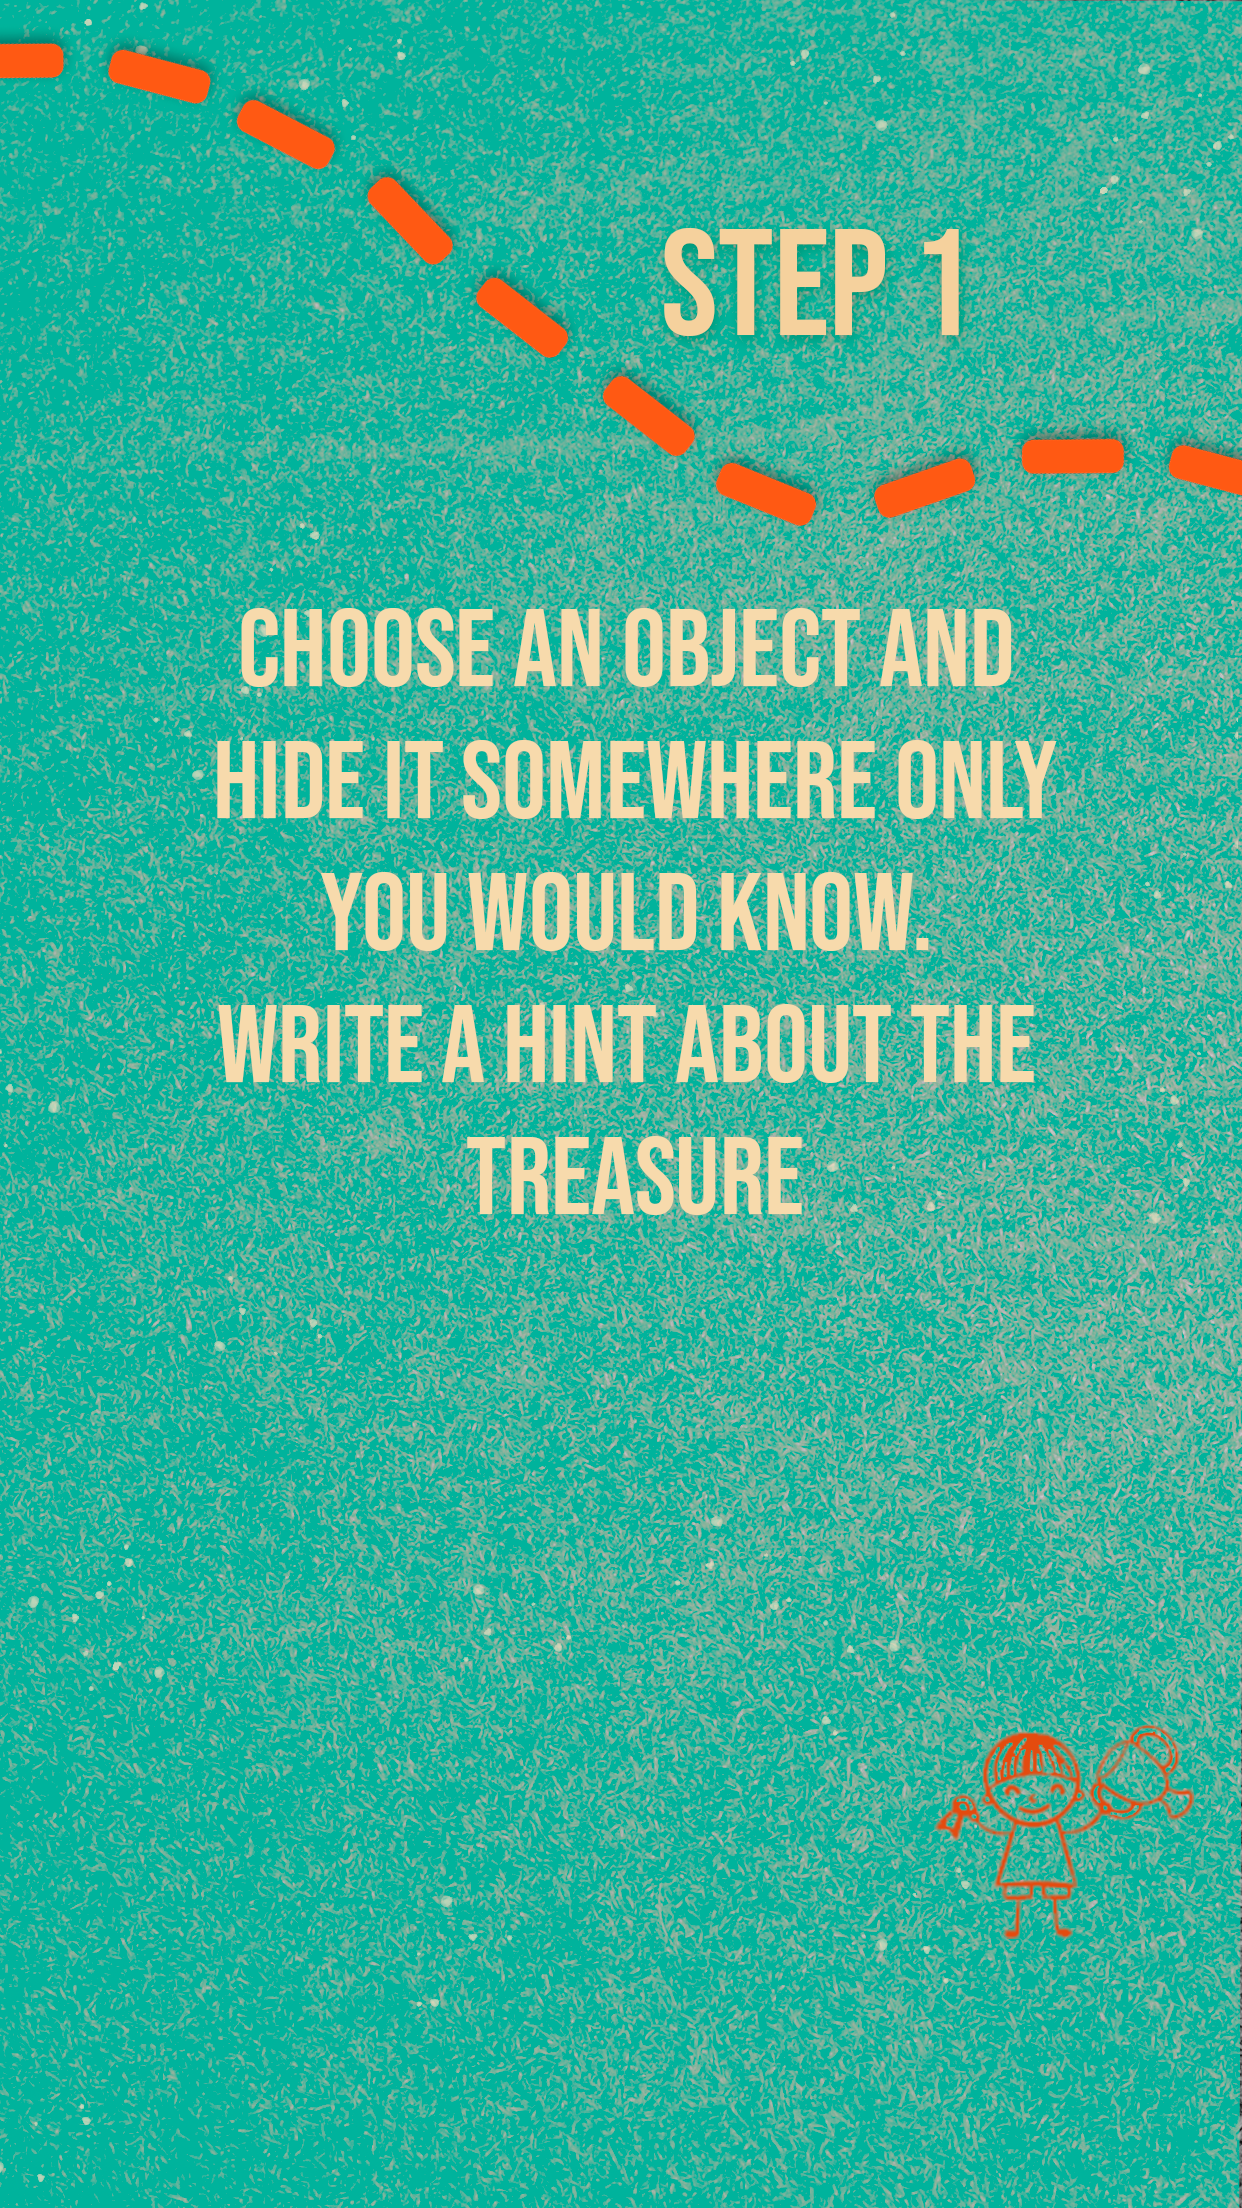 STEP 1
CHOOSE AN OBJECT AND
HIDE IT SOMEWHERE ONLY
YOU WOULD KNOW.
WRITE A HINT ABOUT THE
TREASURE